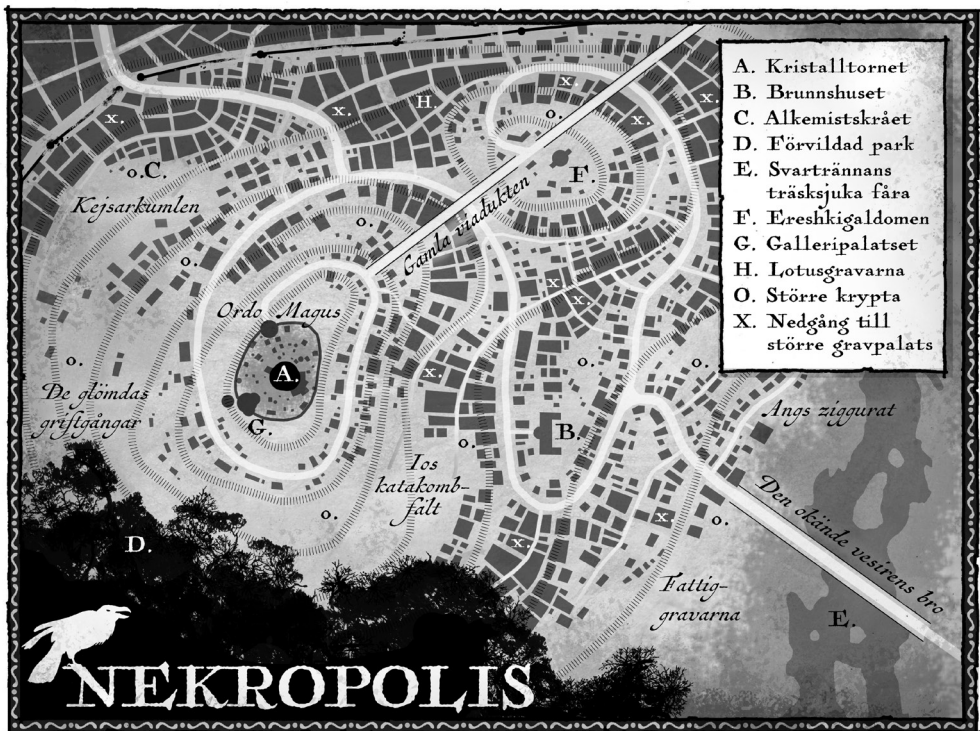 A. Kristalltornet
B. Brunnshuset
C. Alkemistskrået
D. Förvildad park
E. Svartrännans
träsksjuka fåra
F. Ereshkigaldomen
G. Galleripalatset
H. Lotusgravarna
O. Större krypta
X. Nedgång till
större gravpalats
x.
x.
H.
x.
o.
x.
x.
o.C.
F.
Kejsarkumlen
Gamla viadukten
o.
o.
x.
x.
Ordo Magus
o.
A.
x.
o.
o.
De glömdas
griftgångar
G.
Angs ziggurat
B.
o.
Ios
katakomb-
fält
Den okände vesirens bro
o.
x.
o.
D.
x.
Fattig-
gravarna
E.
NEKROPOLIS